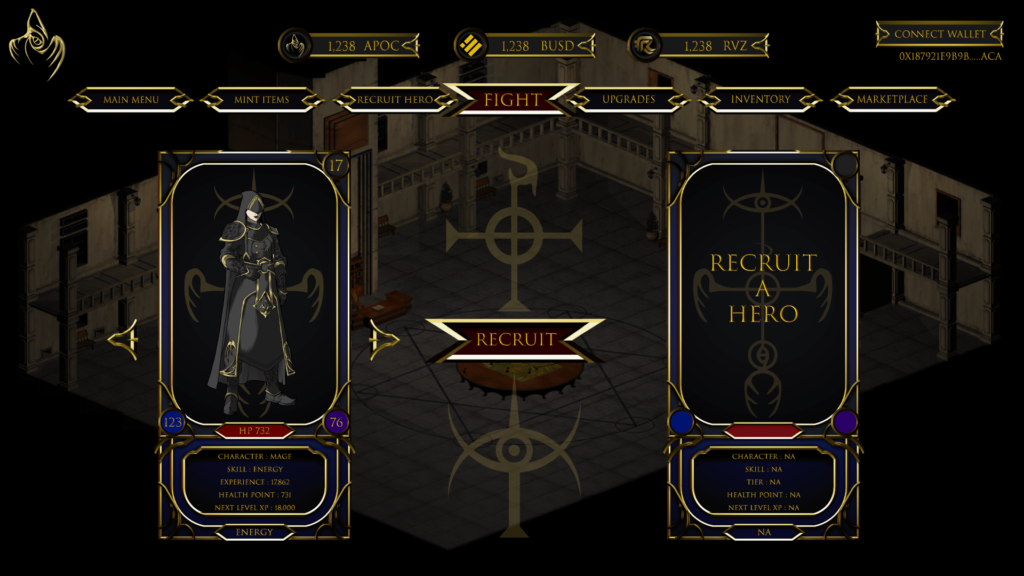 1,238 APOC
1,238 BUSD
1,238 RVZ
CONNECT WALLET
0X187921E9B9B.....ACA
MAIN MENU
MINT ITEMS
RECRUIT HERO
FIGHT
UPGRADES
INVENTORY
MARKETPLACE
17
RECRUIT
A
HERO
RECRUIT
123
HP 732
76
CHARACTER : MAGE
SKILL : ENERGY
EXPERIENCE : 17.862
HEALTH POINT : 731
NEXT LEVEL XP : 18.000
ENERGY
CHARACTER : NA
SKILL : NA
TIER : NA
HEALTH POINT : NA
NEXT LEVEL XP : NA
NA